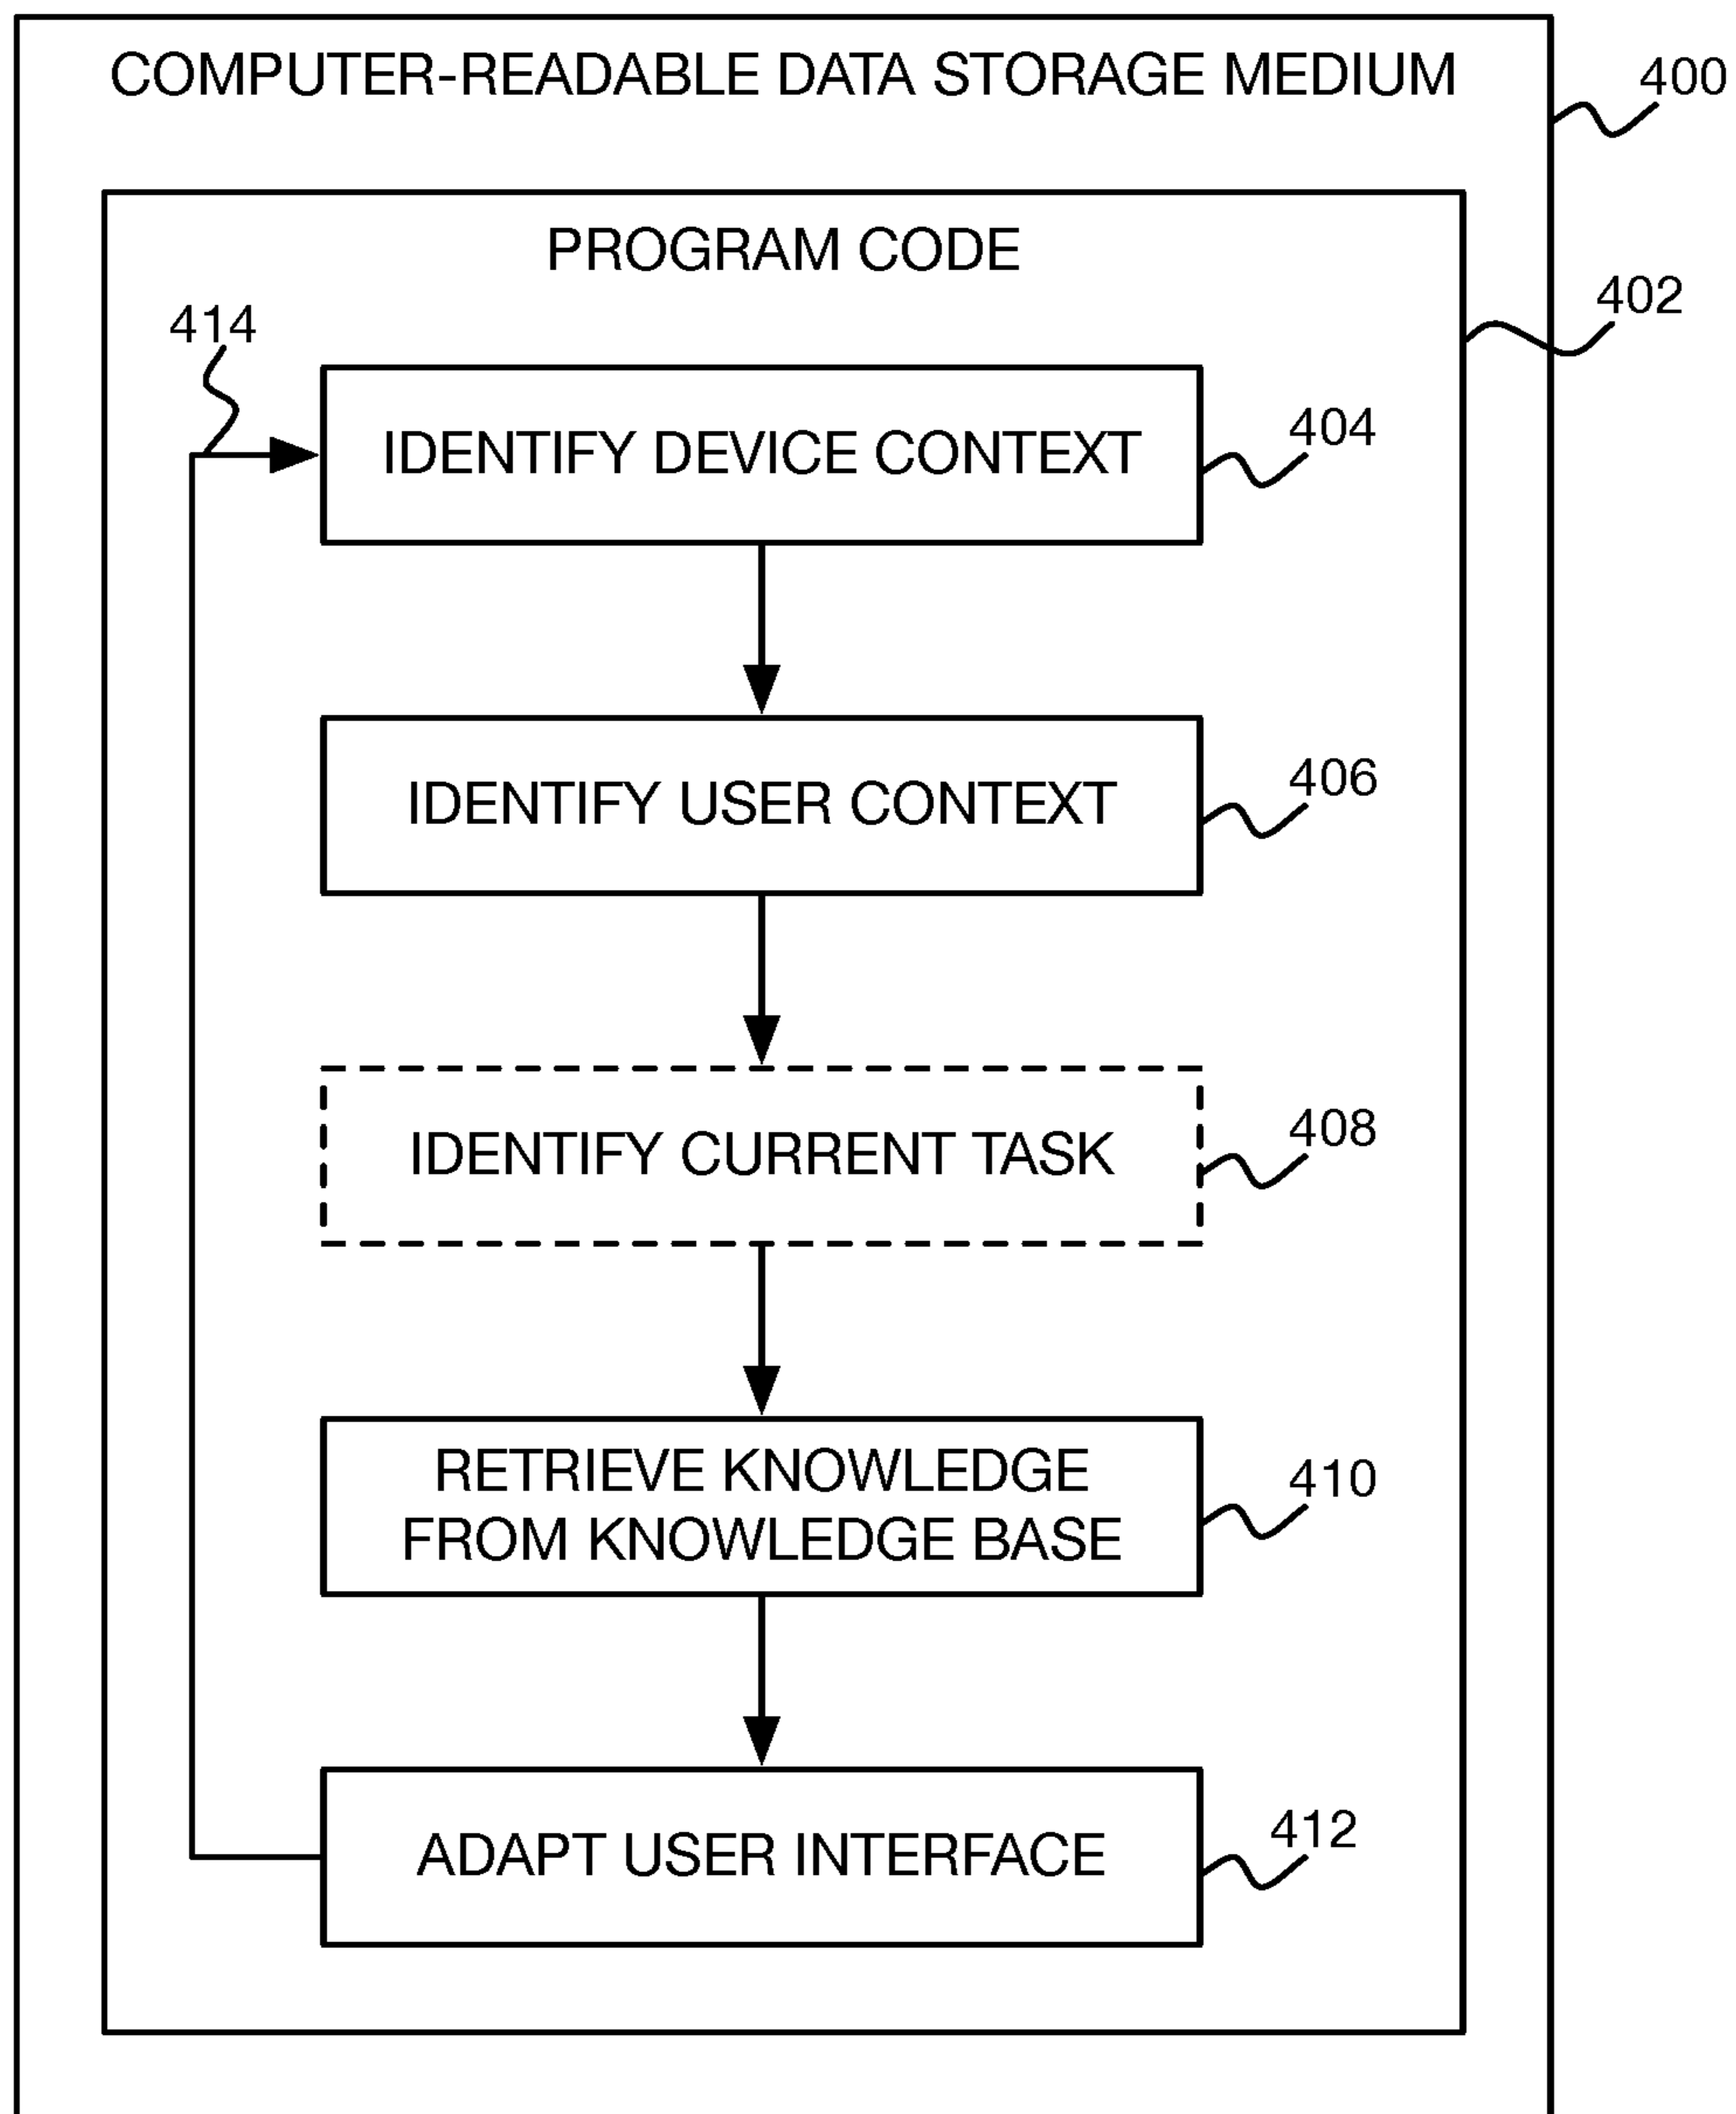 COMPUTER-READABLE DATA STORAGE MEDIUM
400
PROGRAM CODE
402
414
IDENTIFY DEVICE CONTEXT
404
IDENTIFY USER CONTEXT
406
IDENTIFY CURRENT TASK
408
RETRIEVE KNOWLEDGE
FROM KNOWLEDGE BASE
410
ADAPT USER INTERFACE
412